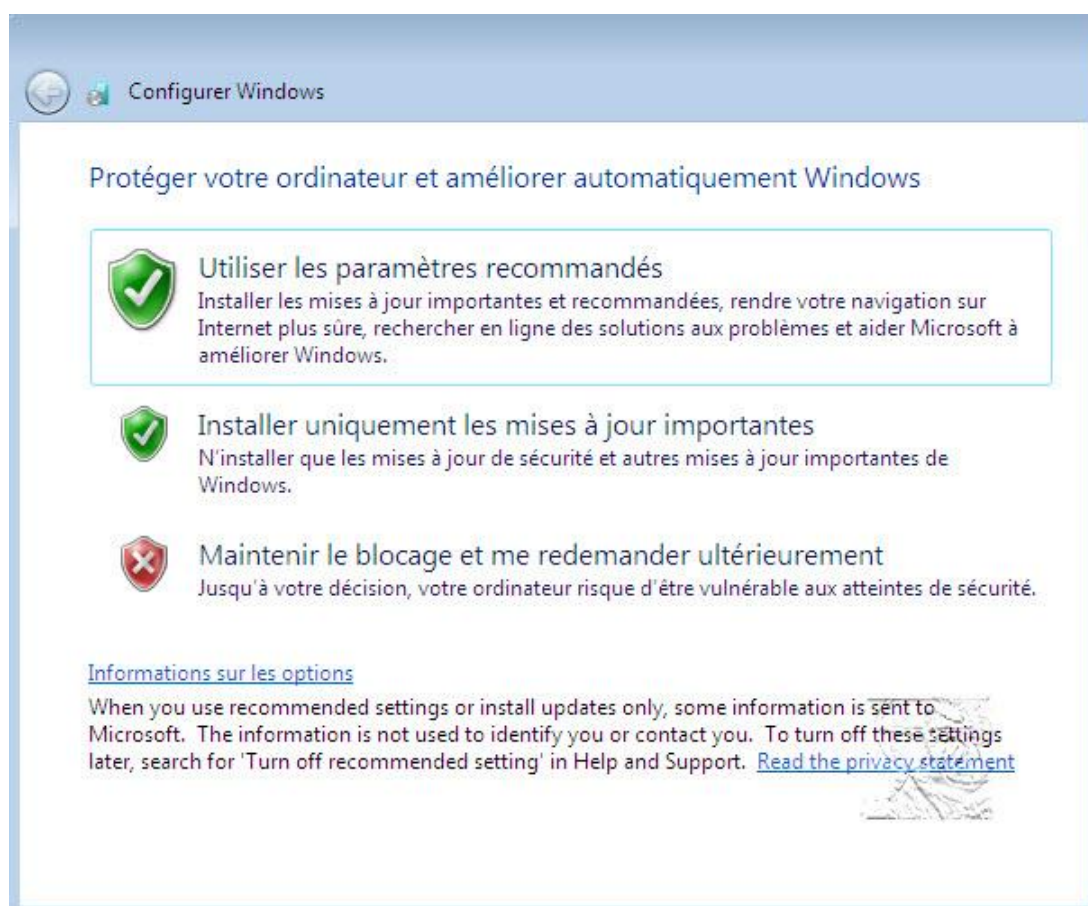 Configurer Windows
Protéger votre ordinateur et améliorer automatiquement Windows
Utiliser les paramètres recommandés
Installer les mises à jour importantes et recommandées, rendre votre navigation sur
Internet plus sûre, rechercher en ligne des solutions aux problèmes et aider Microsoft à
améliorer Windows.
Installer uniquement les mises à jour importantes
N'installer que les mises à jour de sécurité et autres mises à jour importantes de
Windows.
Maintenir le blocage et me redemander ultérieurement
Jusqu'à votre décision, votre ordinateur risque d'être vulnérable aux atteintes de sécurité.
Informations sur les options
When you use recommended settings or install updates only, some information is sent to
Microsoft. The information is not used to identify you or contact you. To turn off these settings
later, search for 'Turn off recommended setting' in Help and Support. Read the privacy statement